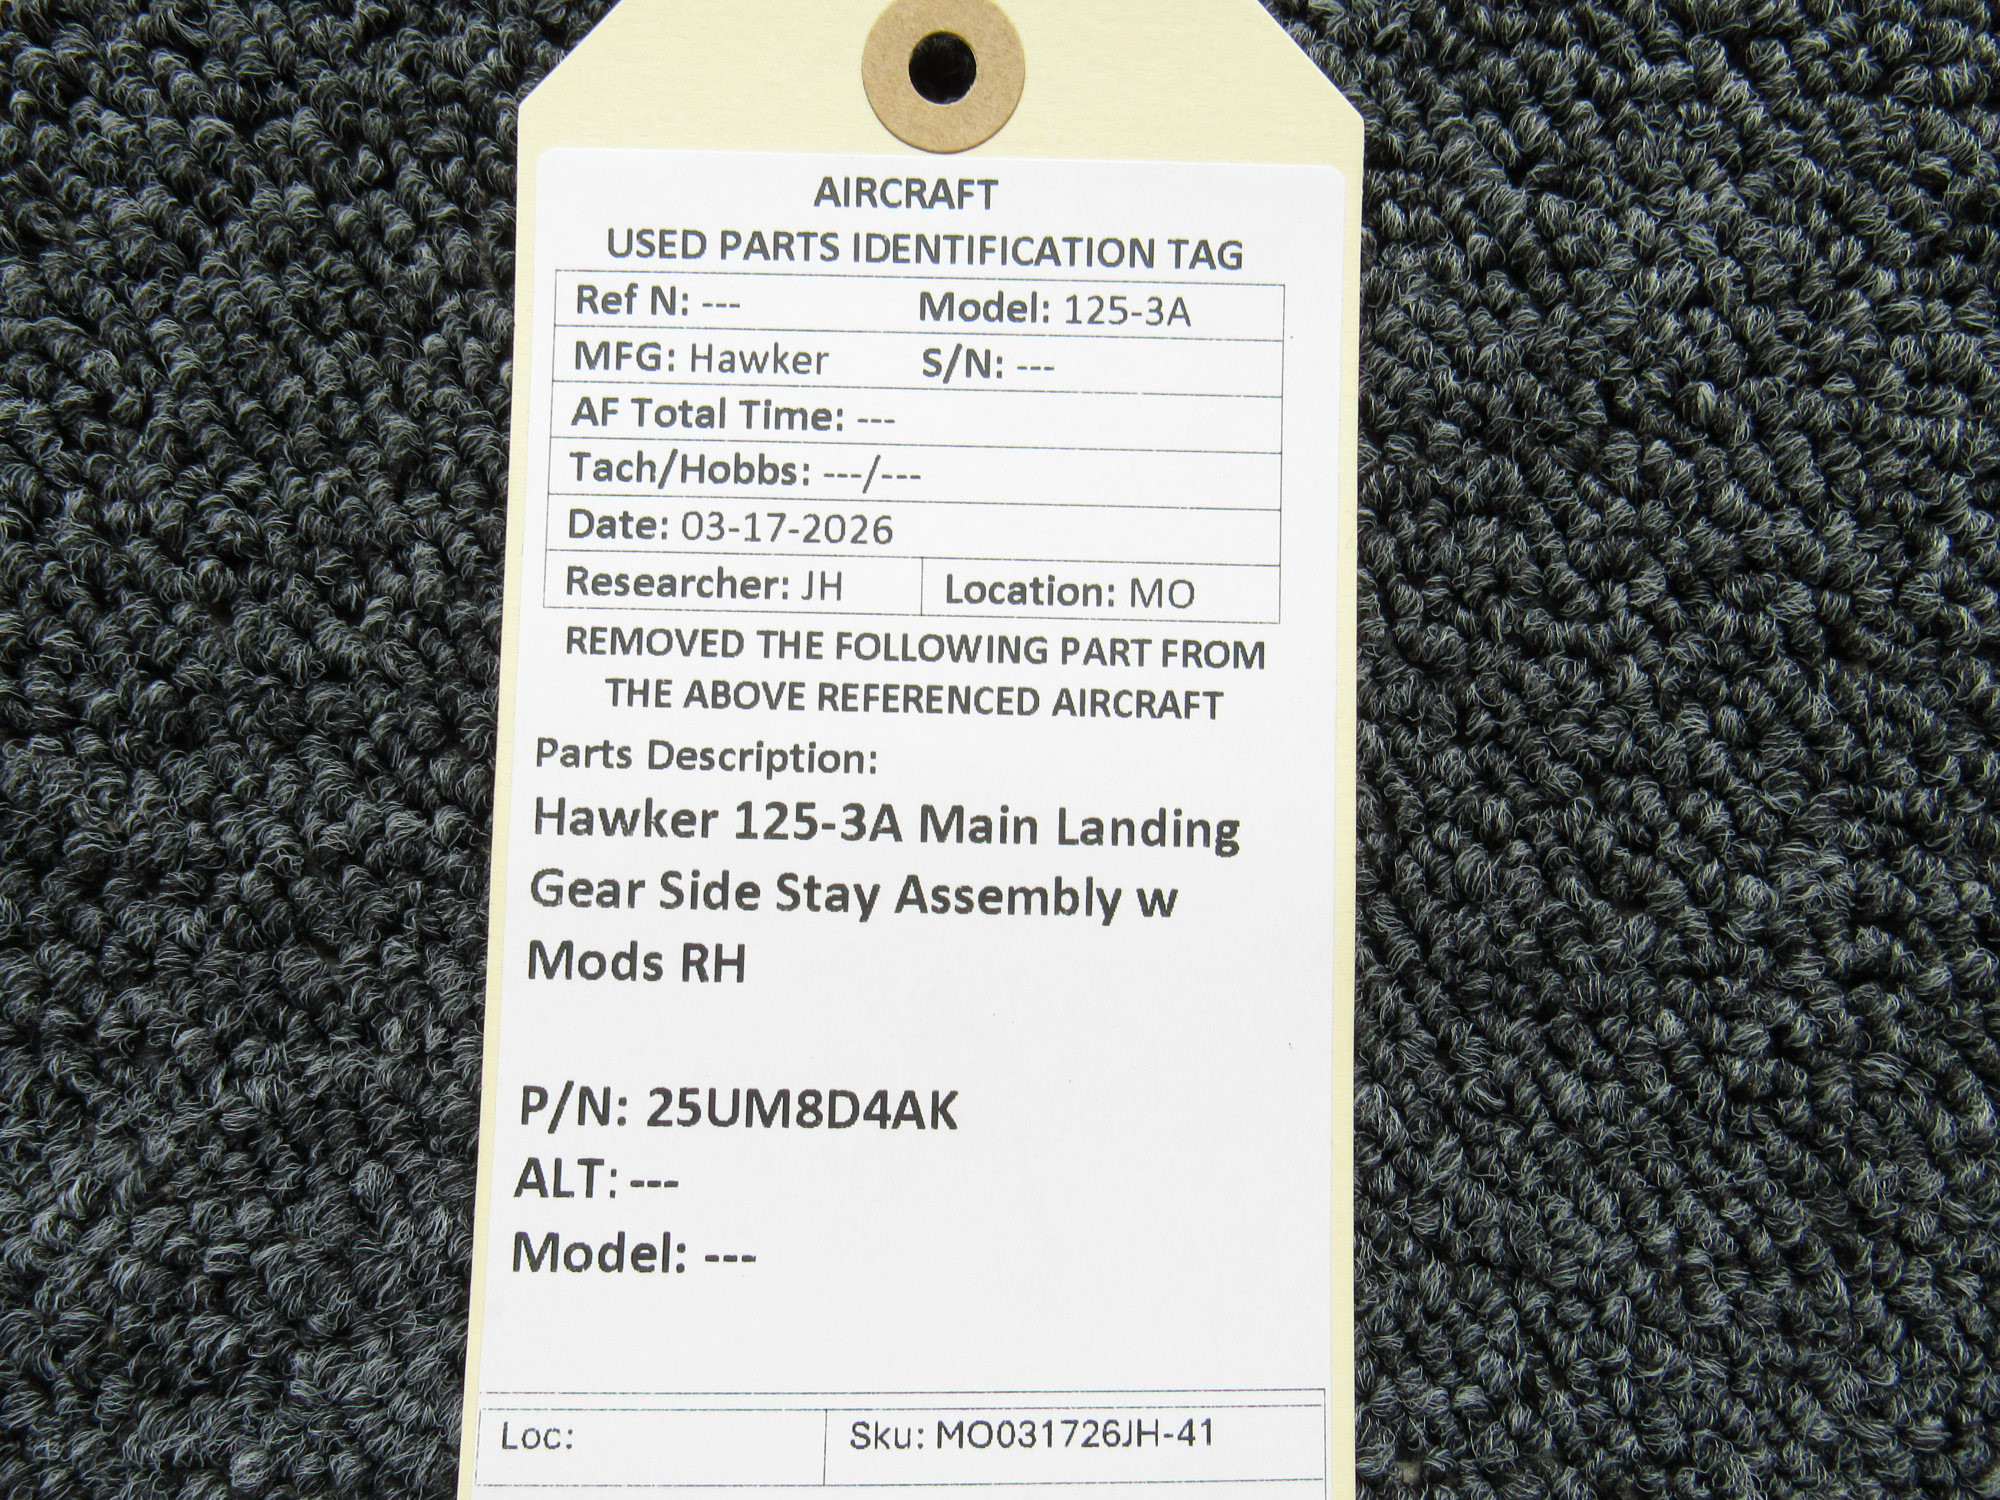 AIRCRAFT
USED PARTS IDENTIFICATION TAG
Ref N: --- Model: 125-3A
MFG: Hawker S/N: ---
AF Total Time: ---
Tach/Hobbs: ---/---
Date: 03-17-2026
Researcher: JH Location: MO
REMOVED THE FOLLOWING PART FROM
THE ABOVE REFERENCED AIRCRAFT
Parts Description:
Hawker 125-3A Main Landing
Gear Side Stay Assembly w
Mods RH
P/N: 25UM8D4AK
ALT: ---
Model: ---
Loc: Sku: MO031726JH-41